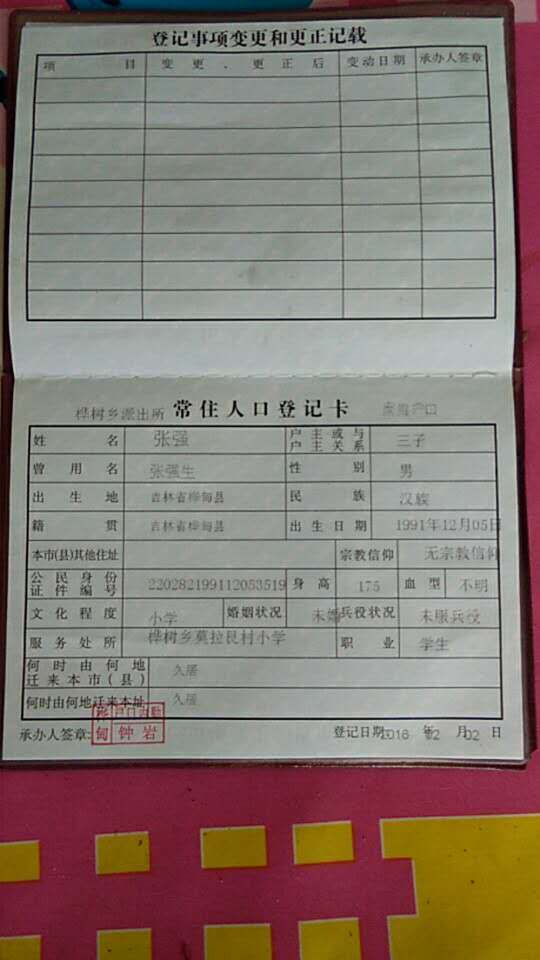 登记事项变更和更正记载
项 目 变更、更正后 变动日期 承办人签章
桦树乡派出所 常住人口登记卡 户口
姓名 张强 户主或与户主关系 三子
曾用名 张强生 性别 男
出生地 吉林省桦甸县 民族 汉族
籍贯 吉林省桦甸县 出生日期 1991年12月05日
本市(县)其他住址 宗教信仰 无宗教信仰
公民身份证件编号 220282199112053519 身高 175 血型 不明
文化程度 小学 婚姻状况 未婚 兵役状况 未服兵役
服务处所 桦树乡莫拉艮村小学 职业 学生
何时由何地迁来本市(县) 久居
何时由何地迁来本址 久居
承办人签章: 钟岩 登记日期 2016 年 02 月 02 日